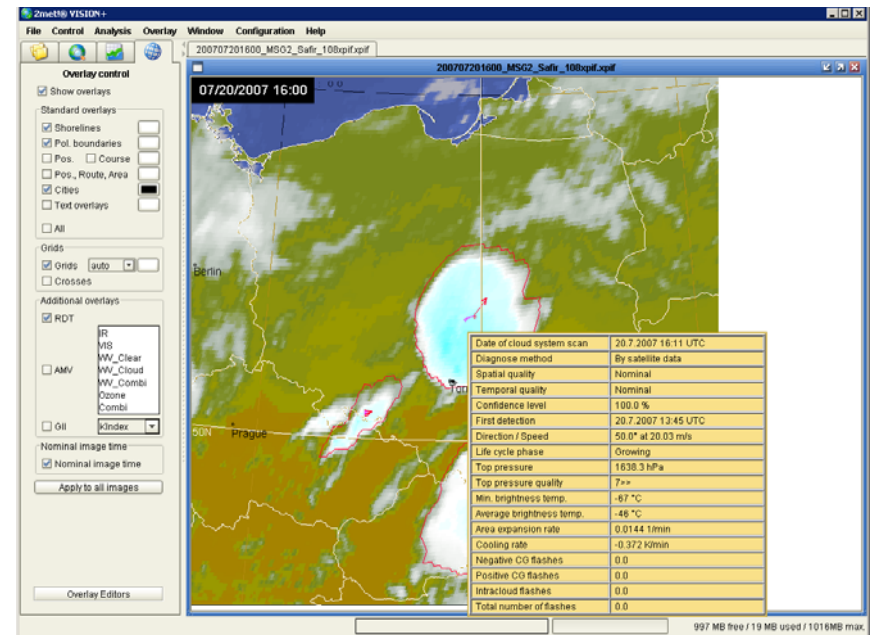 2met!® VISION+
File Control Analysis Overlay Window Configuration Help
200707201600_MSG2_Safir_108xpif.xpif
Overlay control
Show overlays
Standard overlays
Shorelines
Pol. boundaries
Pos. Course
Pos., Route, Area
Cities
Text overlays
All
Grids
Grids auto
Crosses
Additional overlays
RDT
AMV
IR
VIS
WV_Clear
WV_Cloud
WV_Combi
Ozone
Combi
GII kIndex
Nominal image time
Nominal image time
Apply to all images
Overlay Editors
200707201600_MSG2_Safir_108xpif.xpif
07/20/2007 16:00
Berlin
50N
Prague
Date of cloud system scan 20.7.2007 16:11 UTC
Diagnose method By satellite data
Spatial quality Nominal
Temporal quality Nominal
Confidence level 100.0 %
First detection 20.7.2007 13:45 UTC
Direction / Speed 50.0° at 20.03 m/s
Life cycle phase Growing
Top pressure 1638.3 hPa
Top pressure quality 7»»
Min. brightness temp. -67 °C
Average brightness temp. -46 °C
Area expansion rate 0.0144 1/min
Cooling rate -0.372 K/min
Negative CG flashes 0.0
Positive CG flashes 0.0
Intracloud flashes 0.0
Total number of flashes 0.0
997 MB free / 19 MB used / 1016MB max.